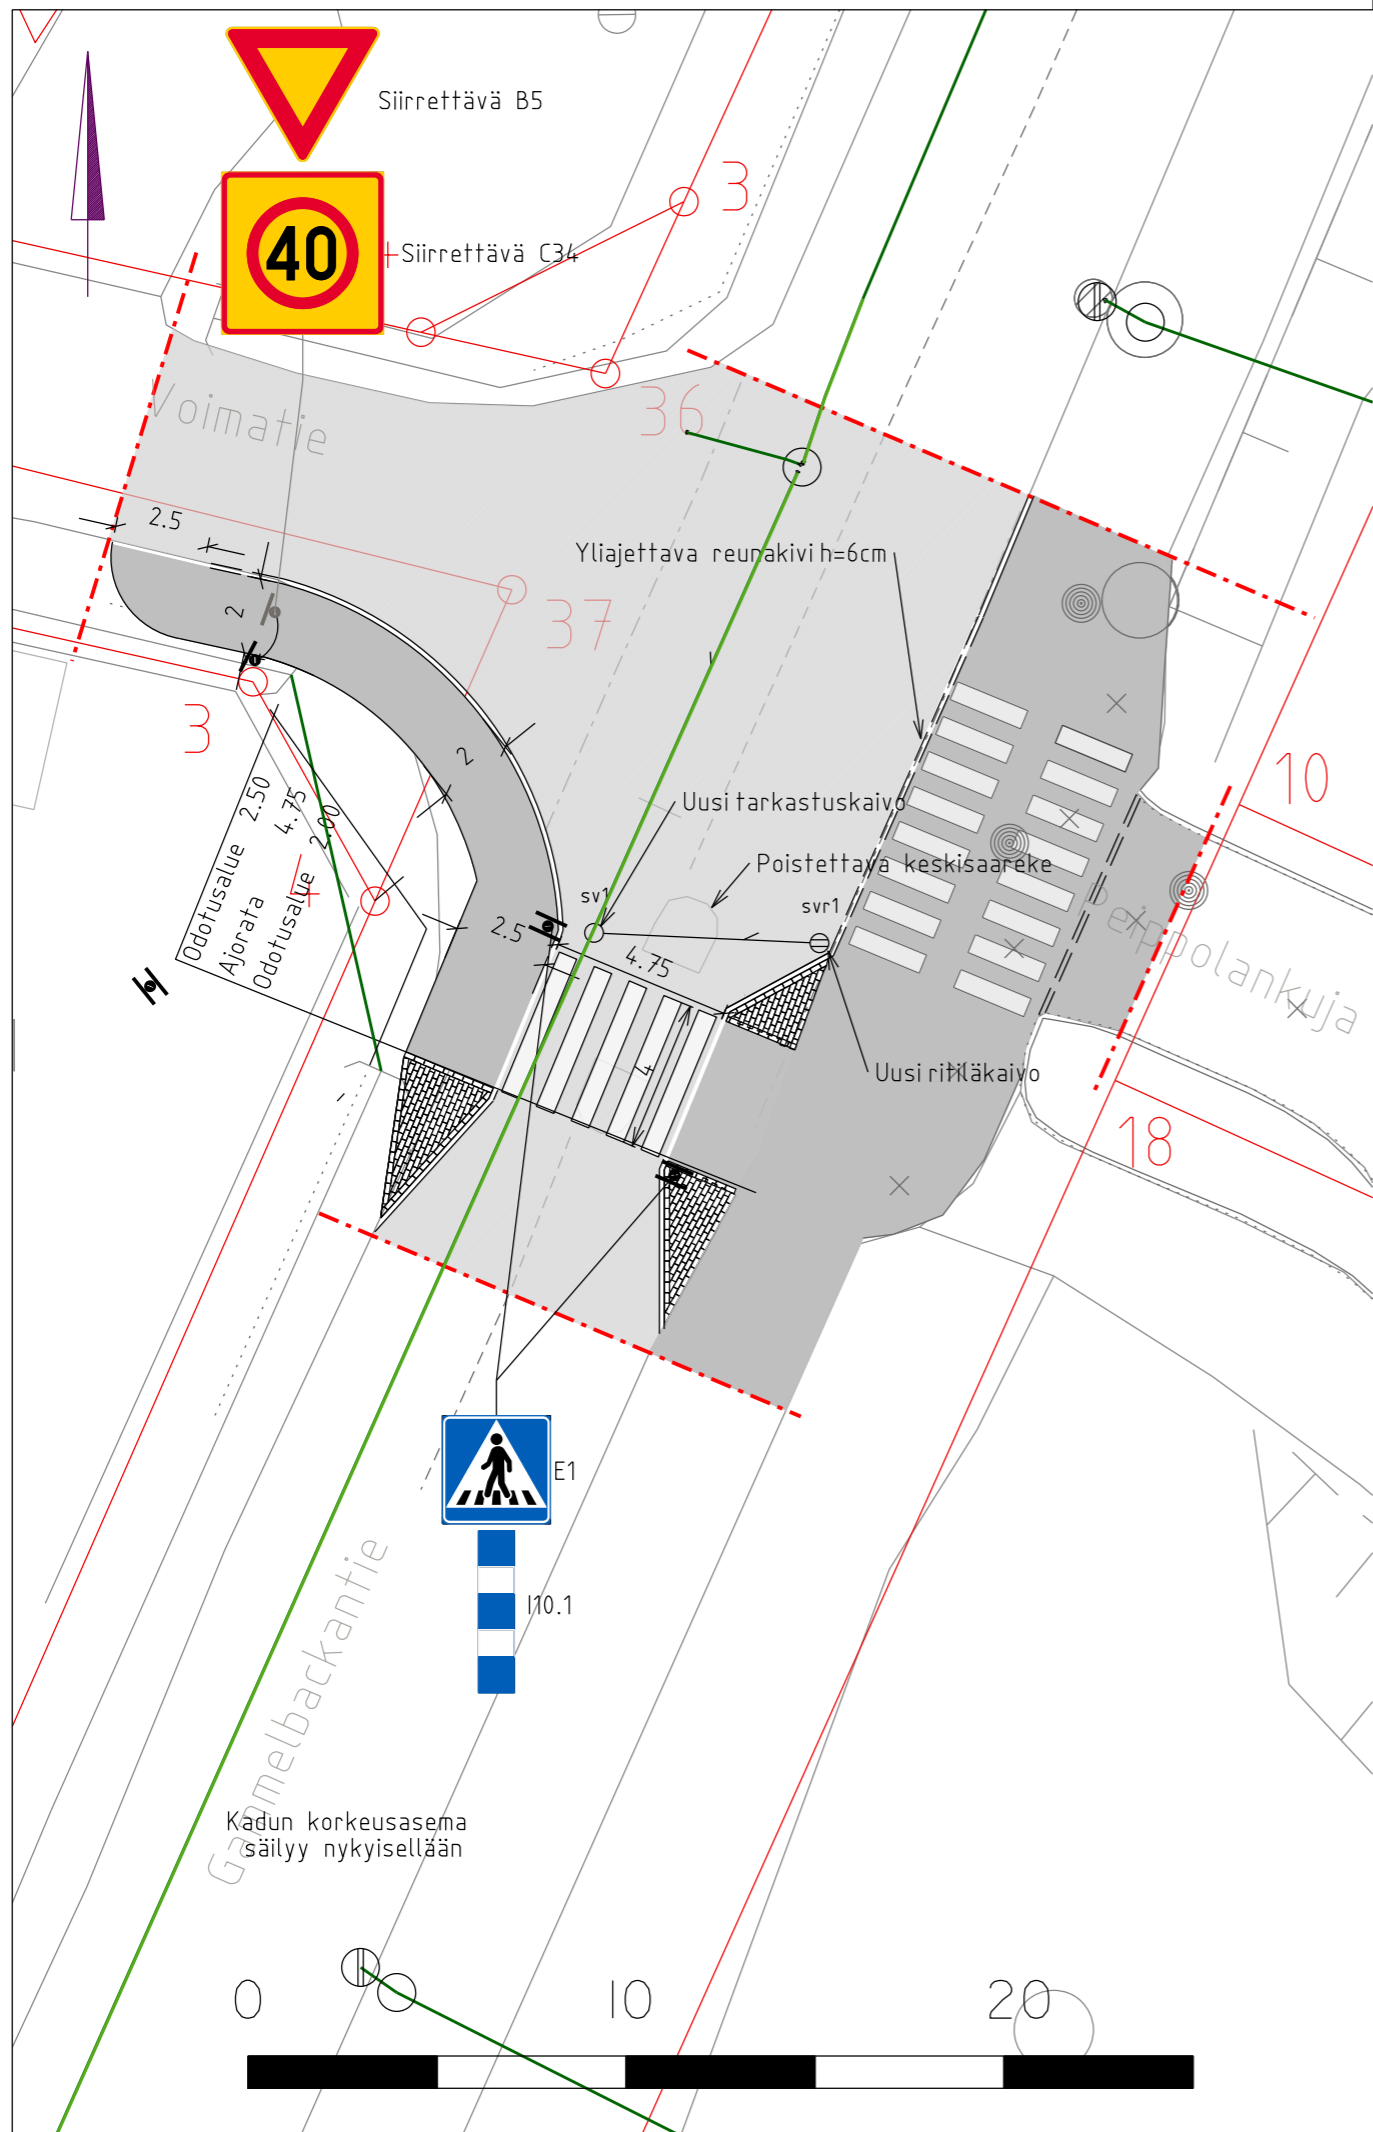 Siirrettävä B5
40
Siirrettävä C34
3
36
Voimatie
2.5
Yliajettava reunakivi h=6cm
2
37
3
2
10
Uusi tarkastuskaivo
Poistettava keskisaareke
sv1
svr1
Odotusalue 2.50
Ajorata 4.75
Odotusalue 2.00
2.5
4.75
4
Peippolankuja
Uusi ritiläkaivo
18
E1
I10.1
Gammelbackantie
Kadun korkeusasema
säilyy nykyisellään
0 10 20